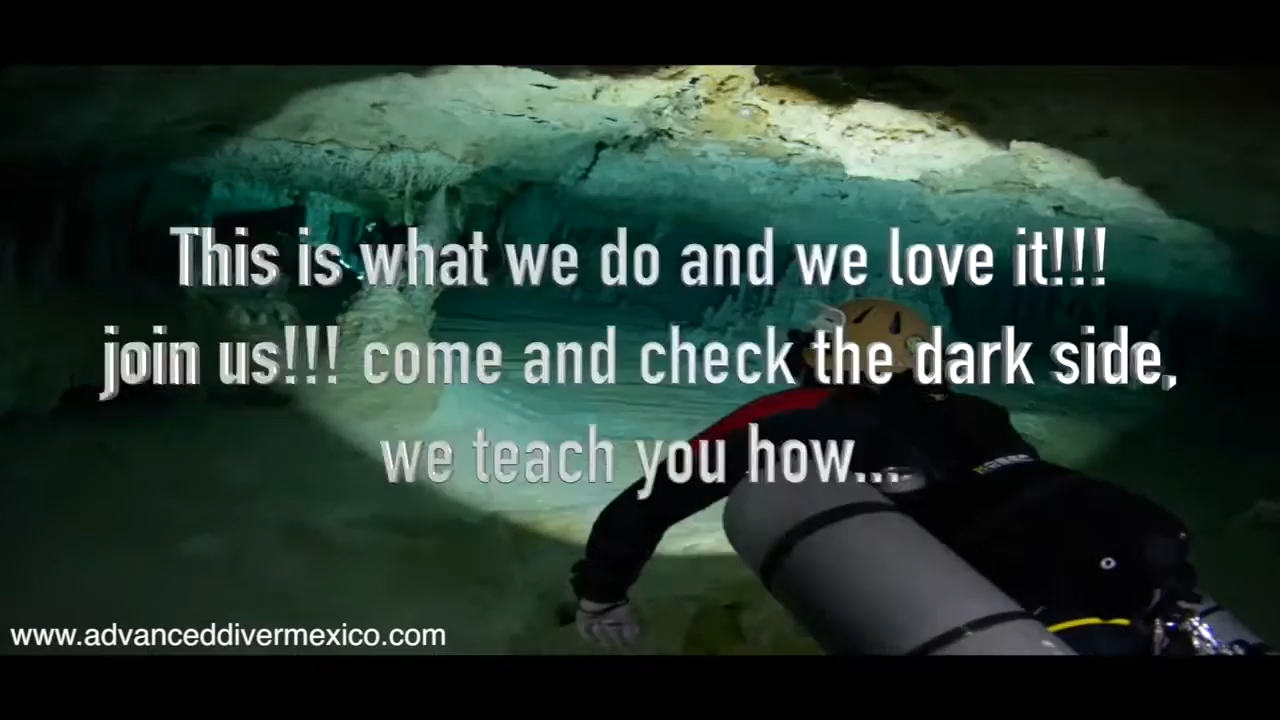 This is what we do and we love it!!!
join us!!! come and check the dark side,
we teach you how...
www.advanceddivermexico.com